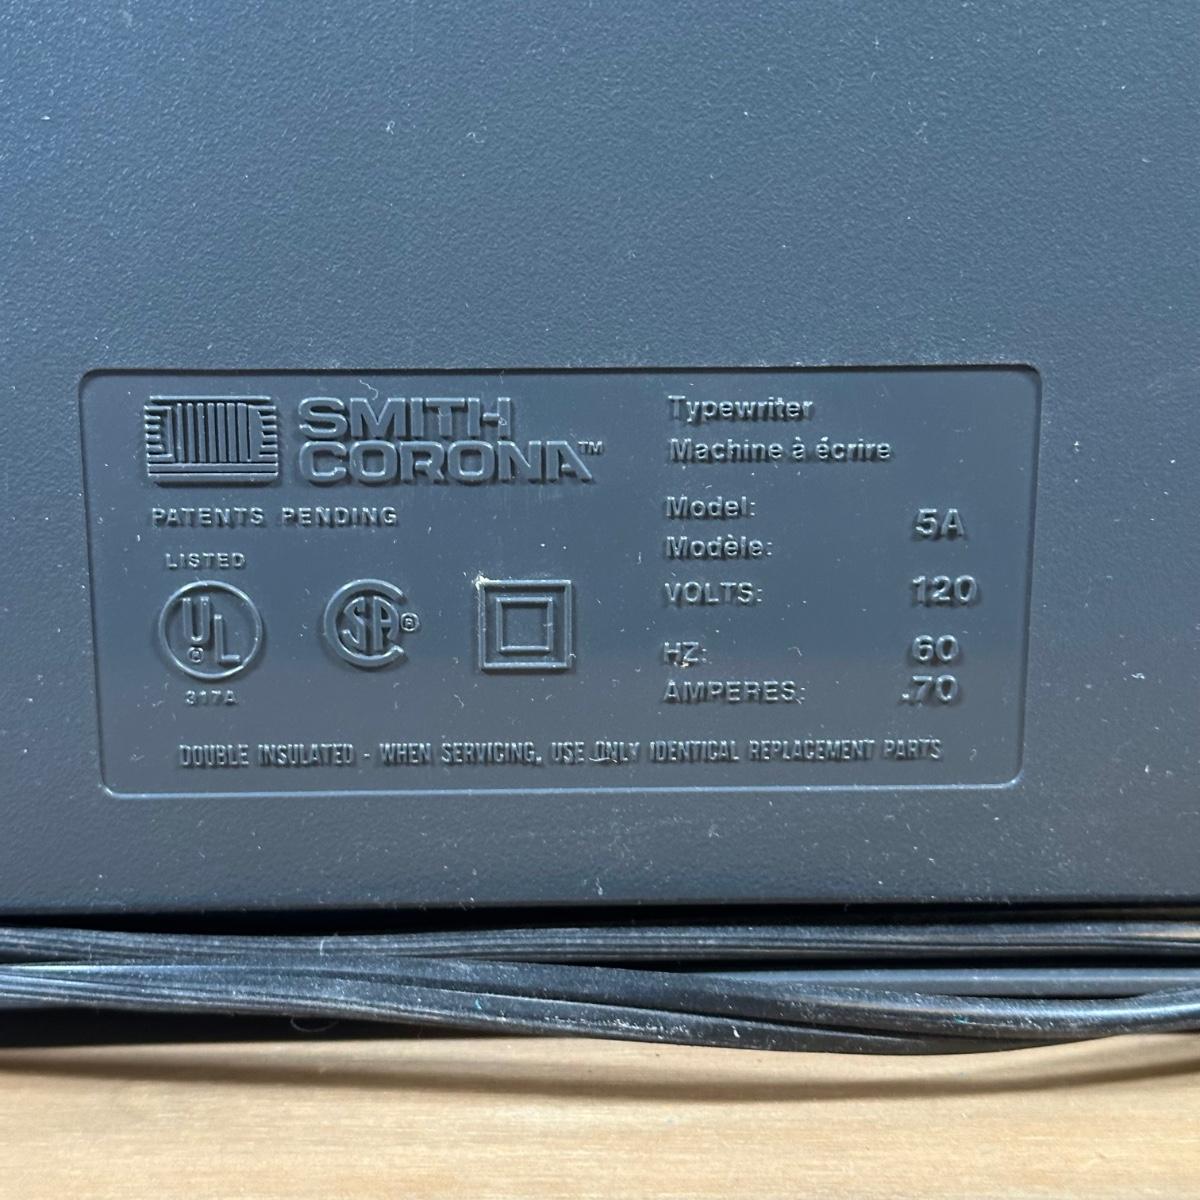 SMITH
CORONA™
PATENTS PENDING
LISTED
UL ®
317A
SA ®
Typewriter
Machine à écrire
Model: 5A
Modèle:
VOLTS: 120
HZ: 60
AMPERES: .70
DOUBLE INSULATED - WHEN SERVICING, USE ONLY IDENTICAL REPLACEMENT PARTS